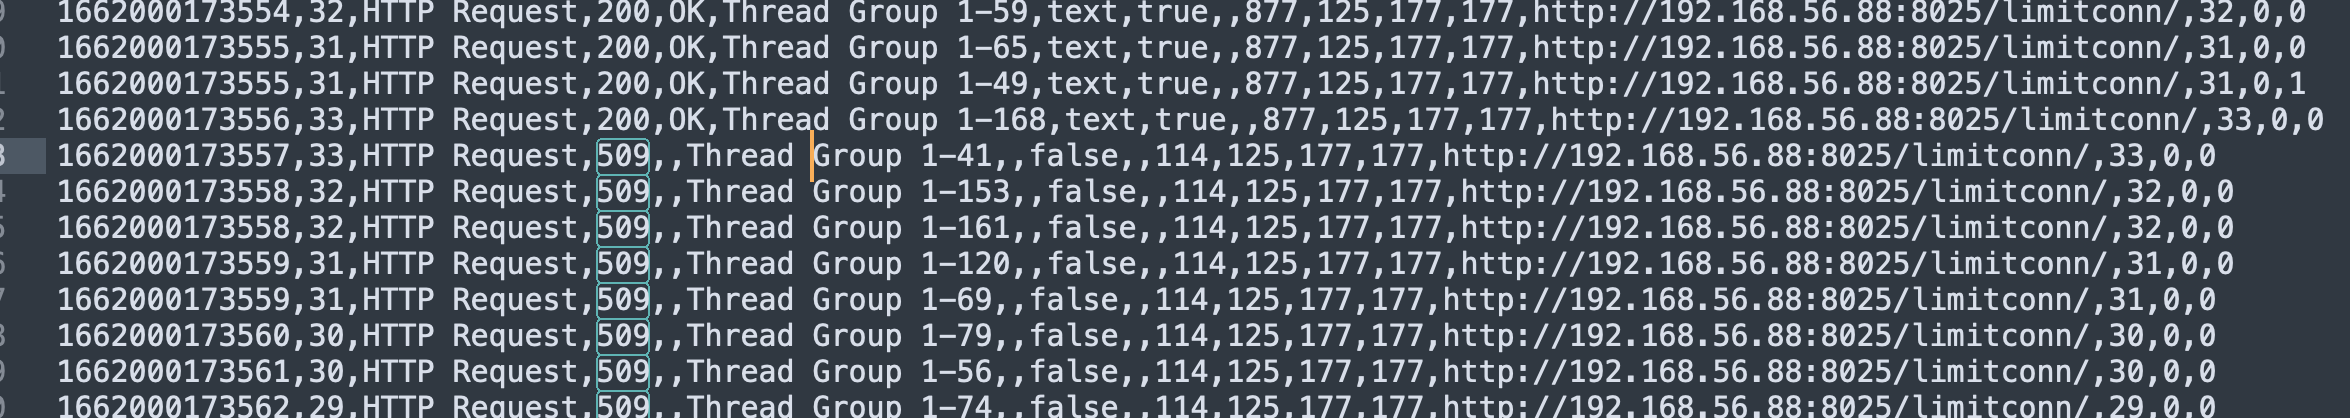 1662000173554,32,HTTP Request,200,OK,Thread Group 1-59,text,true,,877,125,177,177,http://192.168.56.88:8025/limitconn/,32,0,0
1662000173555,31,HTTP Request,200,OK,Thread Group 1-65,text,true,,877,125,177,177,http://192.168.56.88:8025/limitconn/,31,0,0
1662000173555,31,HTTP Request,200,OK,Thread Group 1-49,text,true,,877,125,177,177,http://192.168.56.88:8025/limitconn/,31,0,1
1662000173556,33,HTTP Request,200,OK,Thread Group 1-168,text,true,,877,125,177,177,http://192.168.56.88:8025/limitconn/,33,0,0
1662000173557,33,HTTP Request,509,,Thread Group 1-41,,false,,114,125,177,177,http://192.168.56.88:8025/limitconn/,33,0,0
1662000173558,32,HTTP Request,509,,Thread Group 1-153,,false,,114,125,177,177,http://192.168.56.88:8025/limitconn/,32,0,0
1662000173558,32,HTTP Request,509,,Thread Group 1-161,,false,,114,125,177,177,http://192.168.56.88:8025/limitconn/,32,0,0
1662000173559,31,HTTP Request,509,,Thread Group 1-120,,false,,114,125,177,177,http://192.168.56.88:8025/limitconn/,31,0,0
1662000173559,31,HTTP Request,509,,Thread Group 1-69,,false,,114,125,177,177,http://192.168.56.88:8025/limitconn/,31,0,0
1662000173560,30,HTTP Request,509,,Thread Group 1-79,,false,,114,125,177,177,http://192.168.56.88:8025/limitconn/,30,0,0
1662000173561,30,HTTP Request,509,,Thread Group 1-56,,false,,114,125,177,177,http://192.168.56.88:8025/limitconn/,30,0,0
1662000173562,29,HTTP Request,509,,Thread Group 1-74,,false,,114,125,177,177,http://192.168.56.88:8025/limitconn/,29,0,0